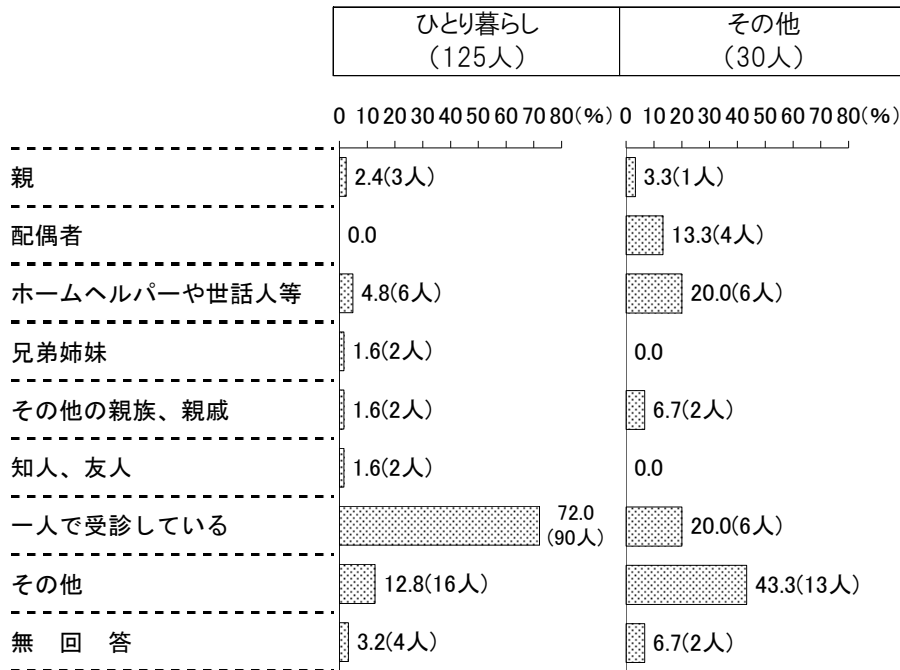 ひとり暮らし その他
（125人） （30人）
0 10 20 30 40 50 60 70 80(%) 0 10 20 30 40 50 60 70 80(%)
親 2.4(3人) 3.3(1人)
配偶者 0.0 13.3(4人)
ホームヘルパーや世話人等 4.8(6人) 20.0(6人)
兄弟姉妹 1.6(2人) 0.0
その他の親族、親戚 1.6(2人) 6.7(2人)
知人、友人 1.6(2人) 0.0
一人で受診している 72.0 (90人) 20.0(6人)
その他 12.8(16人) 43.3(13人)
無 回 答 3.2(4人) 6.7(2人)